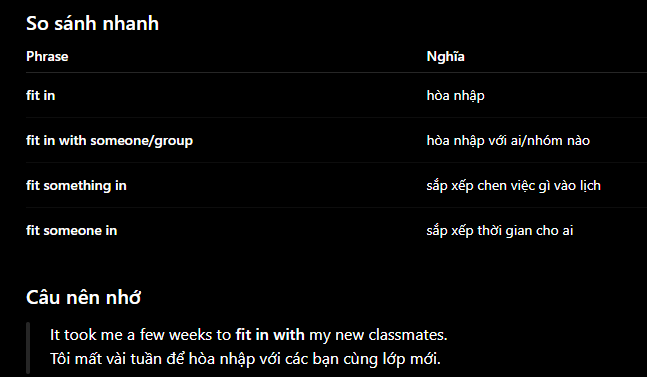 So sánh nhanh
Phrase Nghĩa
fit in hòa nhập
fit in with someone/group hòa nhập với ai/nhóm nào
fit something in sắp xếp chen việc gì vào lịch
fit someone in sắp xếp thời gian cho ai
Câu nên nhớ
It took me a few weeks to fit in with my new classmates.
Tôi mất vài tuần để hòa nhập với các bạn cùng lớp mới.